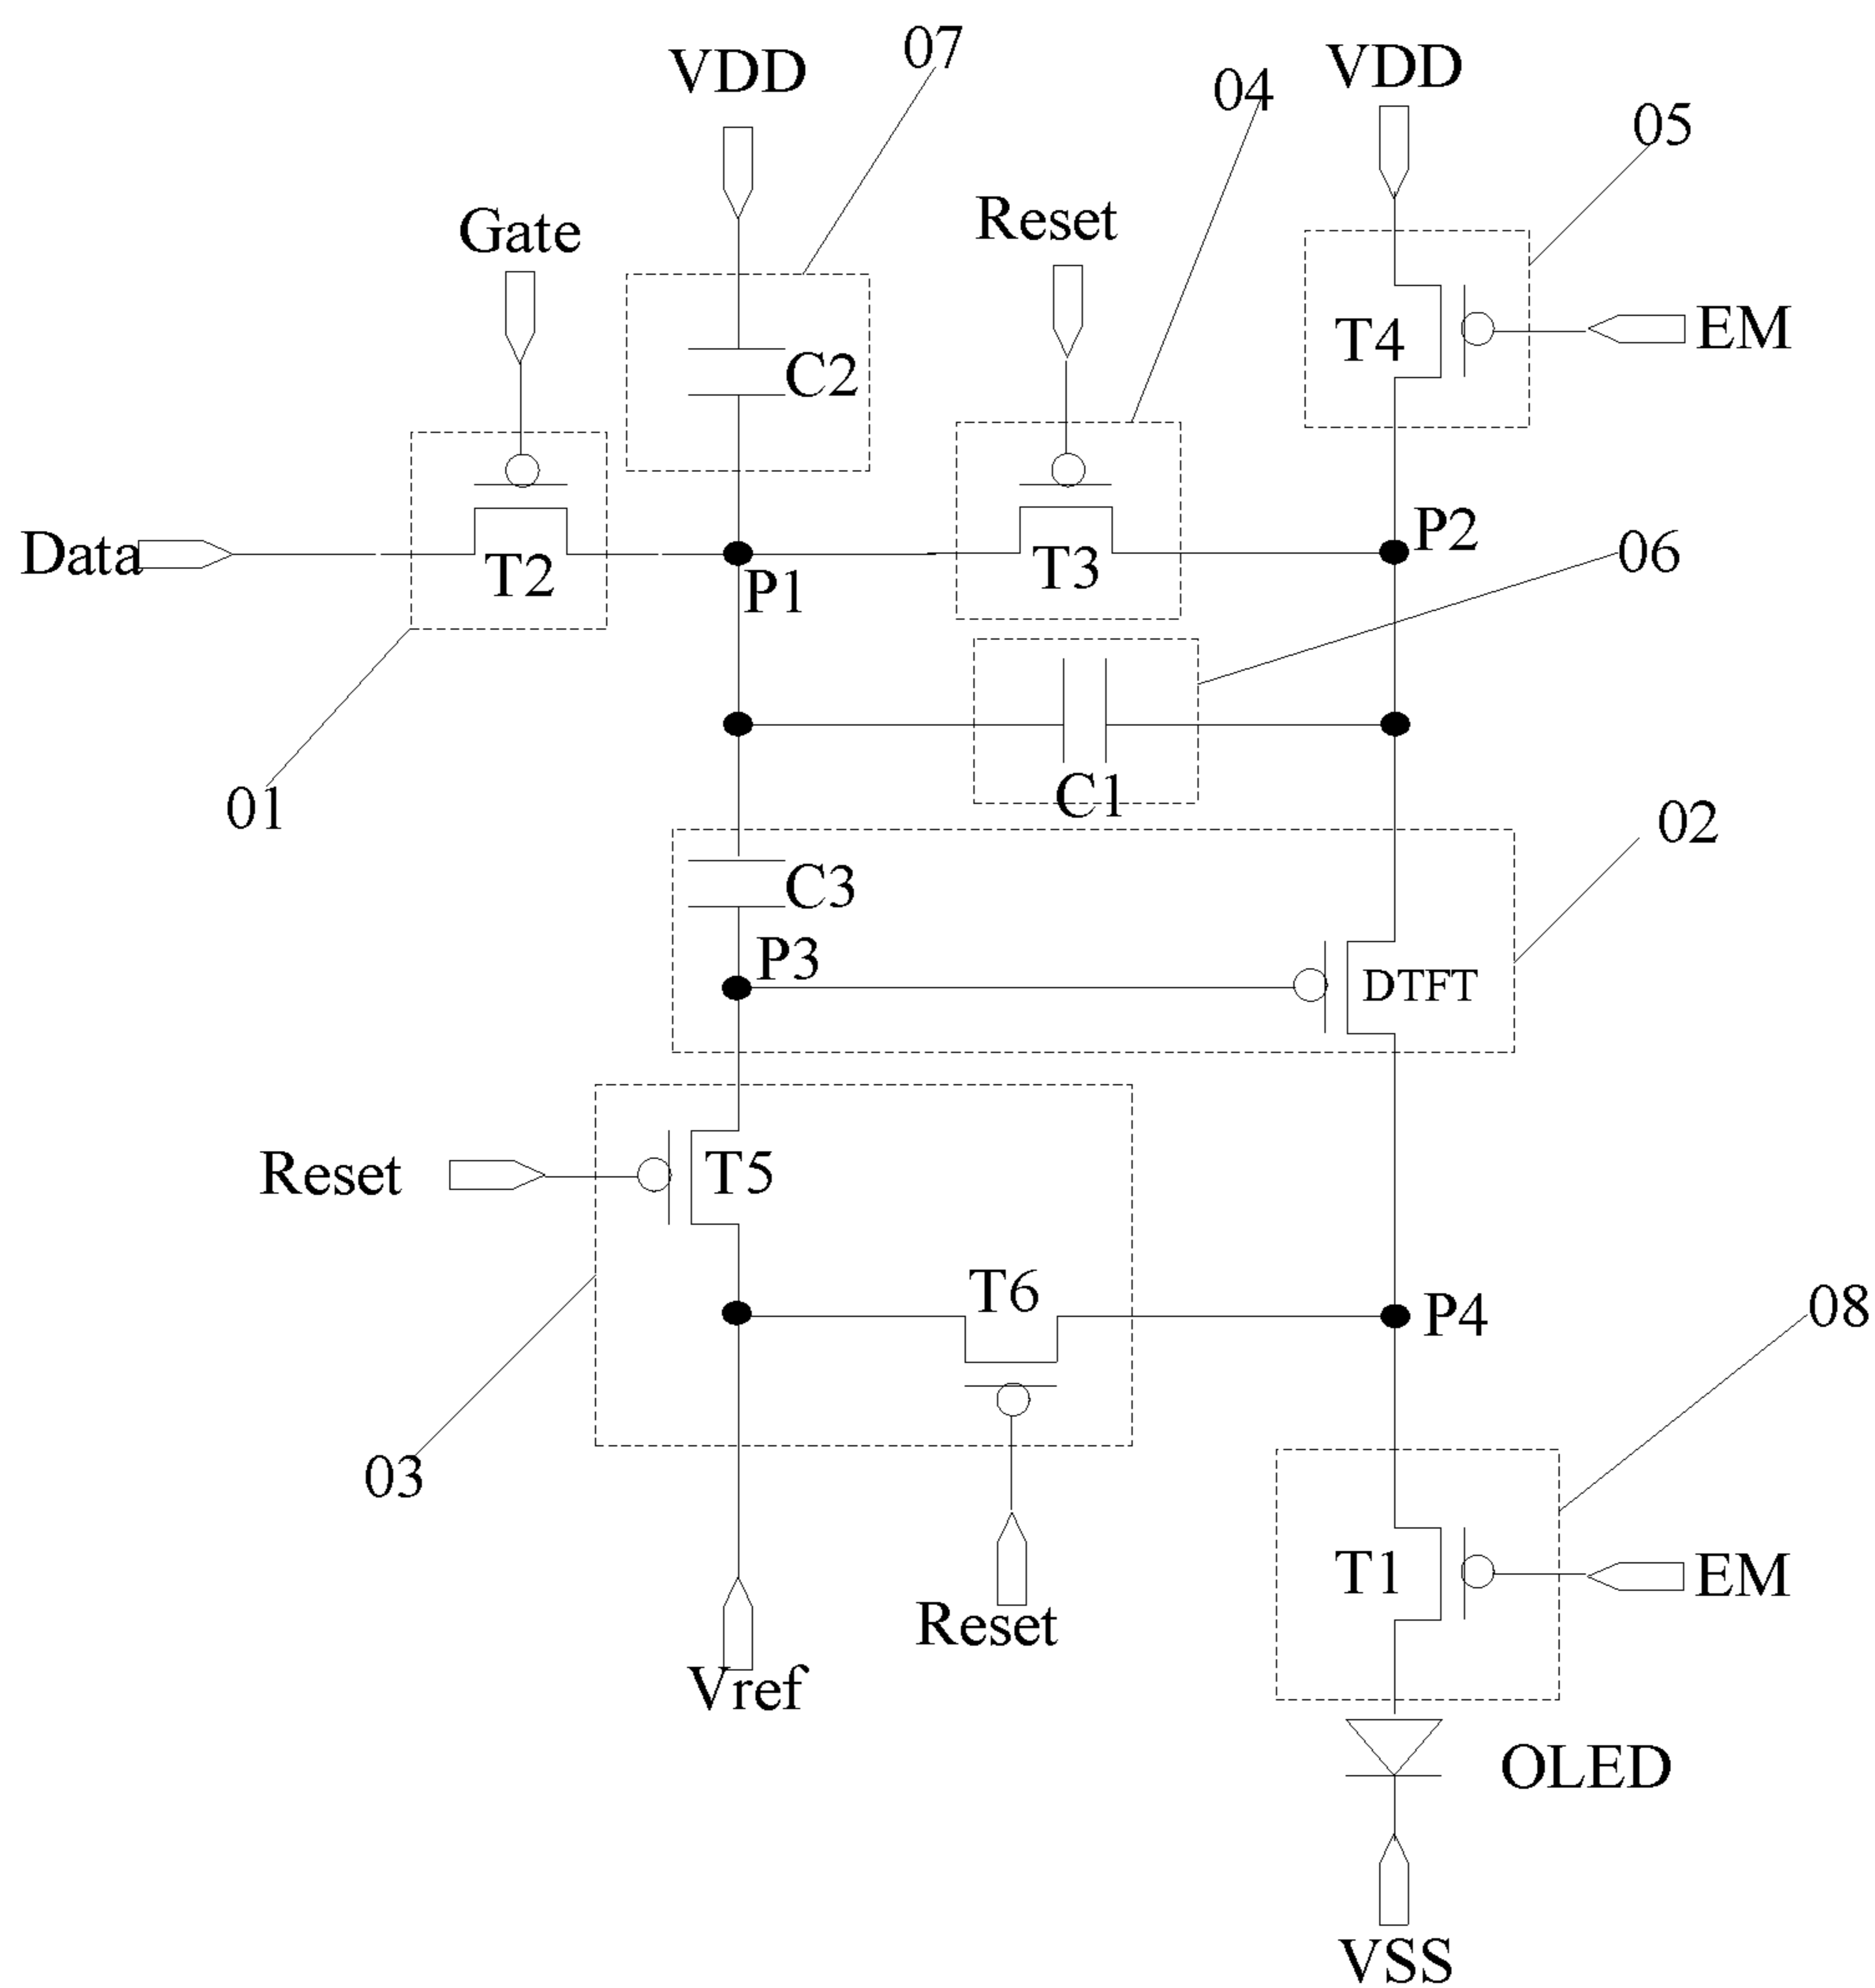 07
VDD
VDD
04
05
Gate
Reset
T4
EM
C2
Data
T2
P1
T3
P2
06
01
C1
02
C3
P3
DTFT
Reset
T5
T6
P4
08
03
T1
EM
Reset
Vref
OLED
VSS